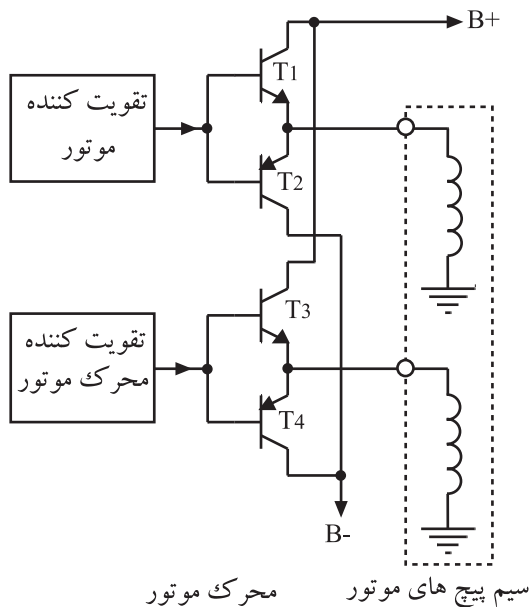 B+
T1
تقویت کننده
موتور
T2
T3
تقویت کننده
محرک موتور
T4
B-
سیم پیچ های موتور
محرک موتور